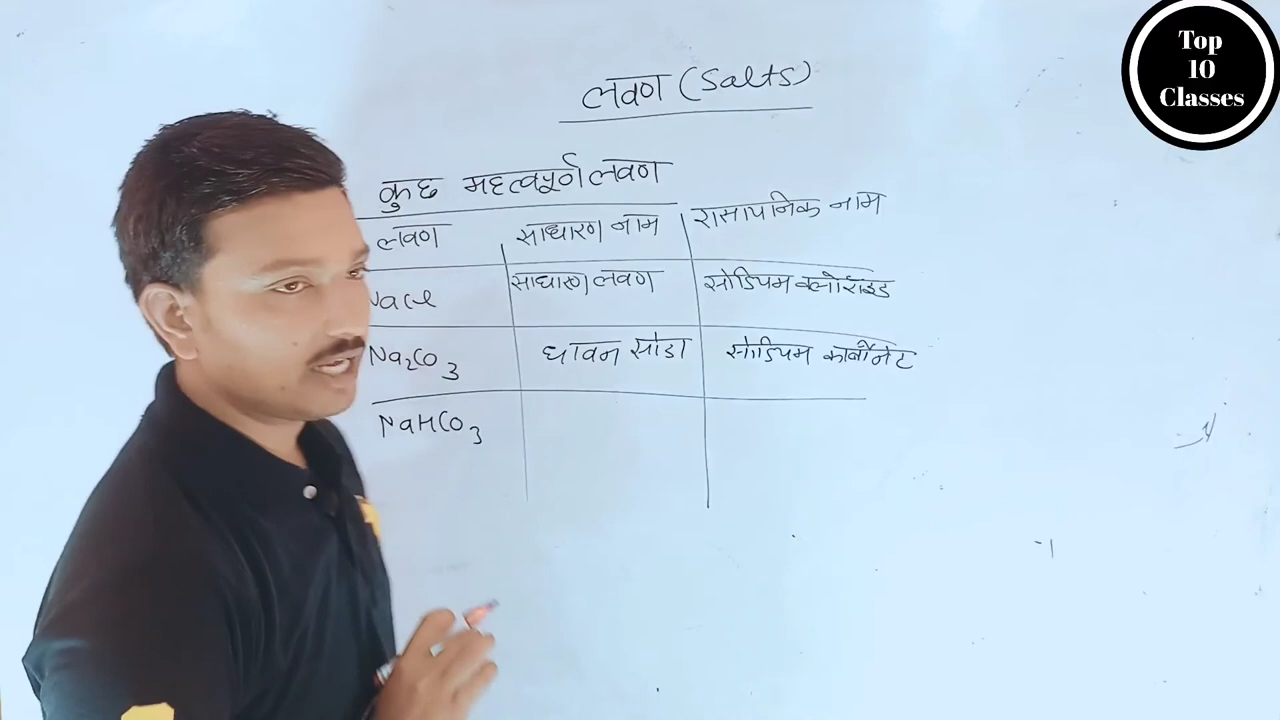 Top
10
Classes
लवण (Salts)
कुछ महत्वपूर्ण लवण
लवण साधारण नाम रासायनिक नाम
NaCl साधारण लवण सोडियम क्लोराइड
Na₂CO₃ धावन सोडा सोडियम कार्बोनेट
NaHCO₃